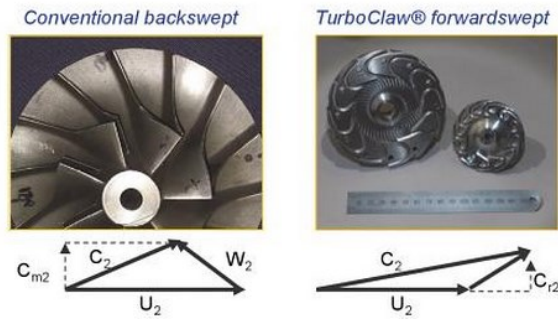 Conventional backswept
TurboClaw® forwardswept
Cm2
C2
W2
U2
C2
U2
Cr2